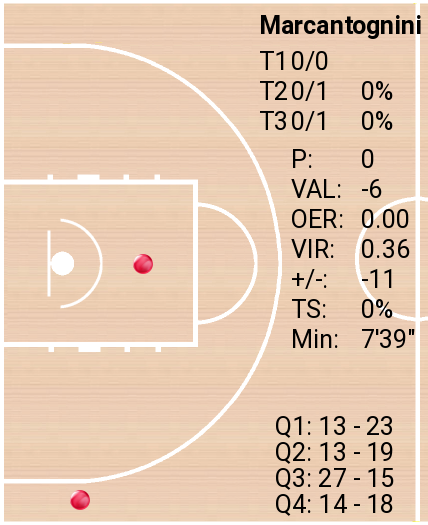 Marcantognini
T1 0/0
T2 0/1 0%
T3 0/1 0%
P: 0
VAL: -6
OER: 0.00
VIR: 0.36
+/-: -11
TS: 0%
Min: 7'39"
Q1: 13 - 23
Q2: 13 - 19
Q3: 27 - 15
Q4: 14 - 18